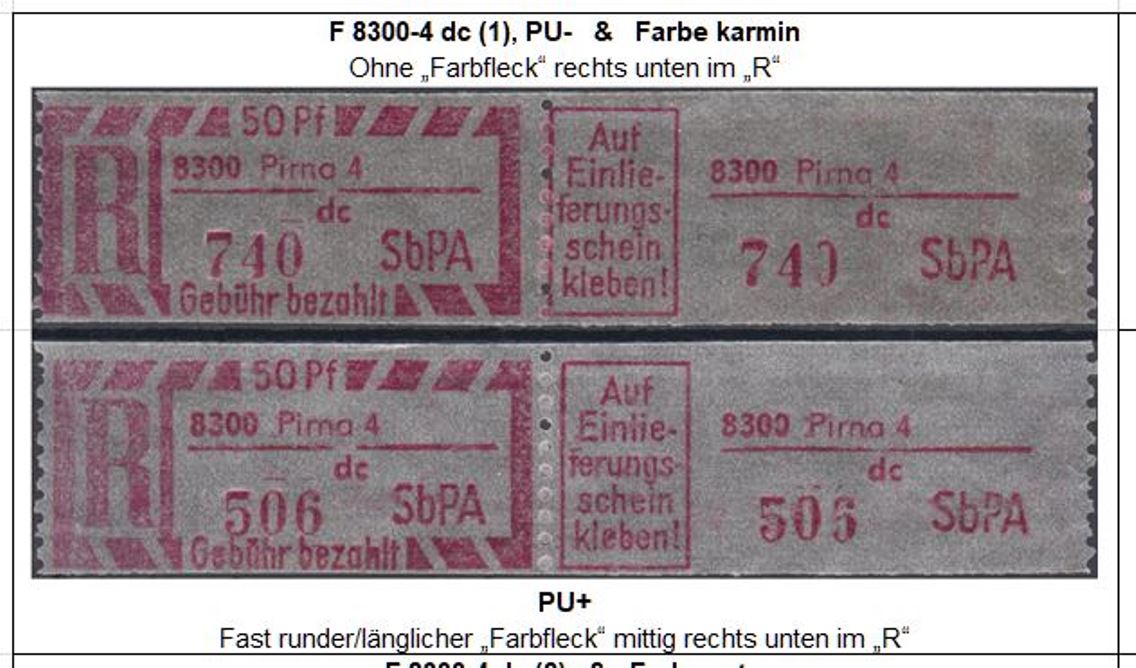 F 8300-4 dc (1), PU- & Farbe karmin
Ohne „Farbfleck“ rechts unten im „R“
50 Pf
R
8300 Pirna 4
dc
740 SbPA
Gebühr bezahlt
Auf
Einlie-
ferungs-
schein
kleben!
8300 Pirna 4
dc
740 SbPA
50 Pf
R
8300 Pirna 4
dc
506 SbPA
Gebühr bezahlt
Auf
Einlie-
ferungs-
schein
kleben!
8300 Pirna 4
dc
506 SbPA
PU+
Fast runder/länglicher „Farbfleck“ mittig rechts unten im „R“